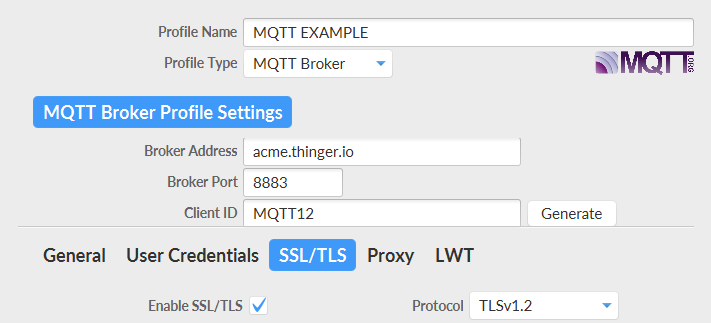 Profile Name MQTT EXAMPLE
Profile Type MQTT Broker
MQTT.ORG
MQTT Broker Profile Settings
Broker Address acme.thinger.io
Broker Port 8883
Client ID MQTT12 Generate
General User Credentials SSL/TLS Proxy LWT
Enable SSL/TLS Protocol TLSv1.2